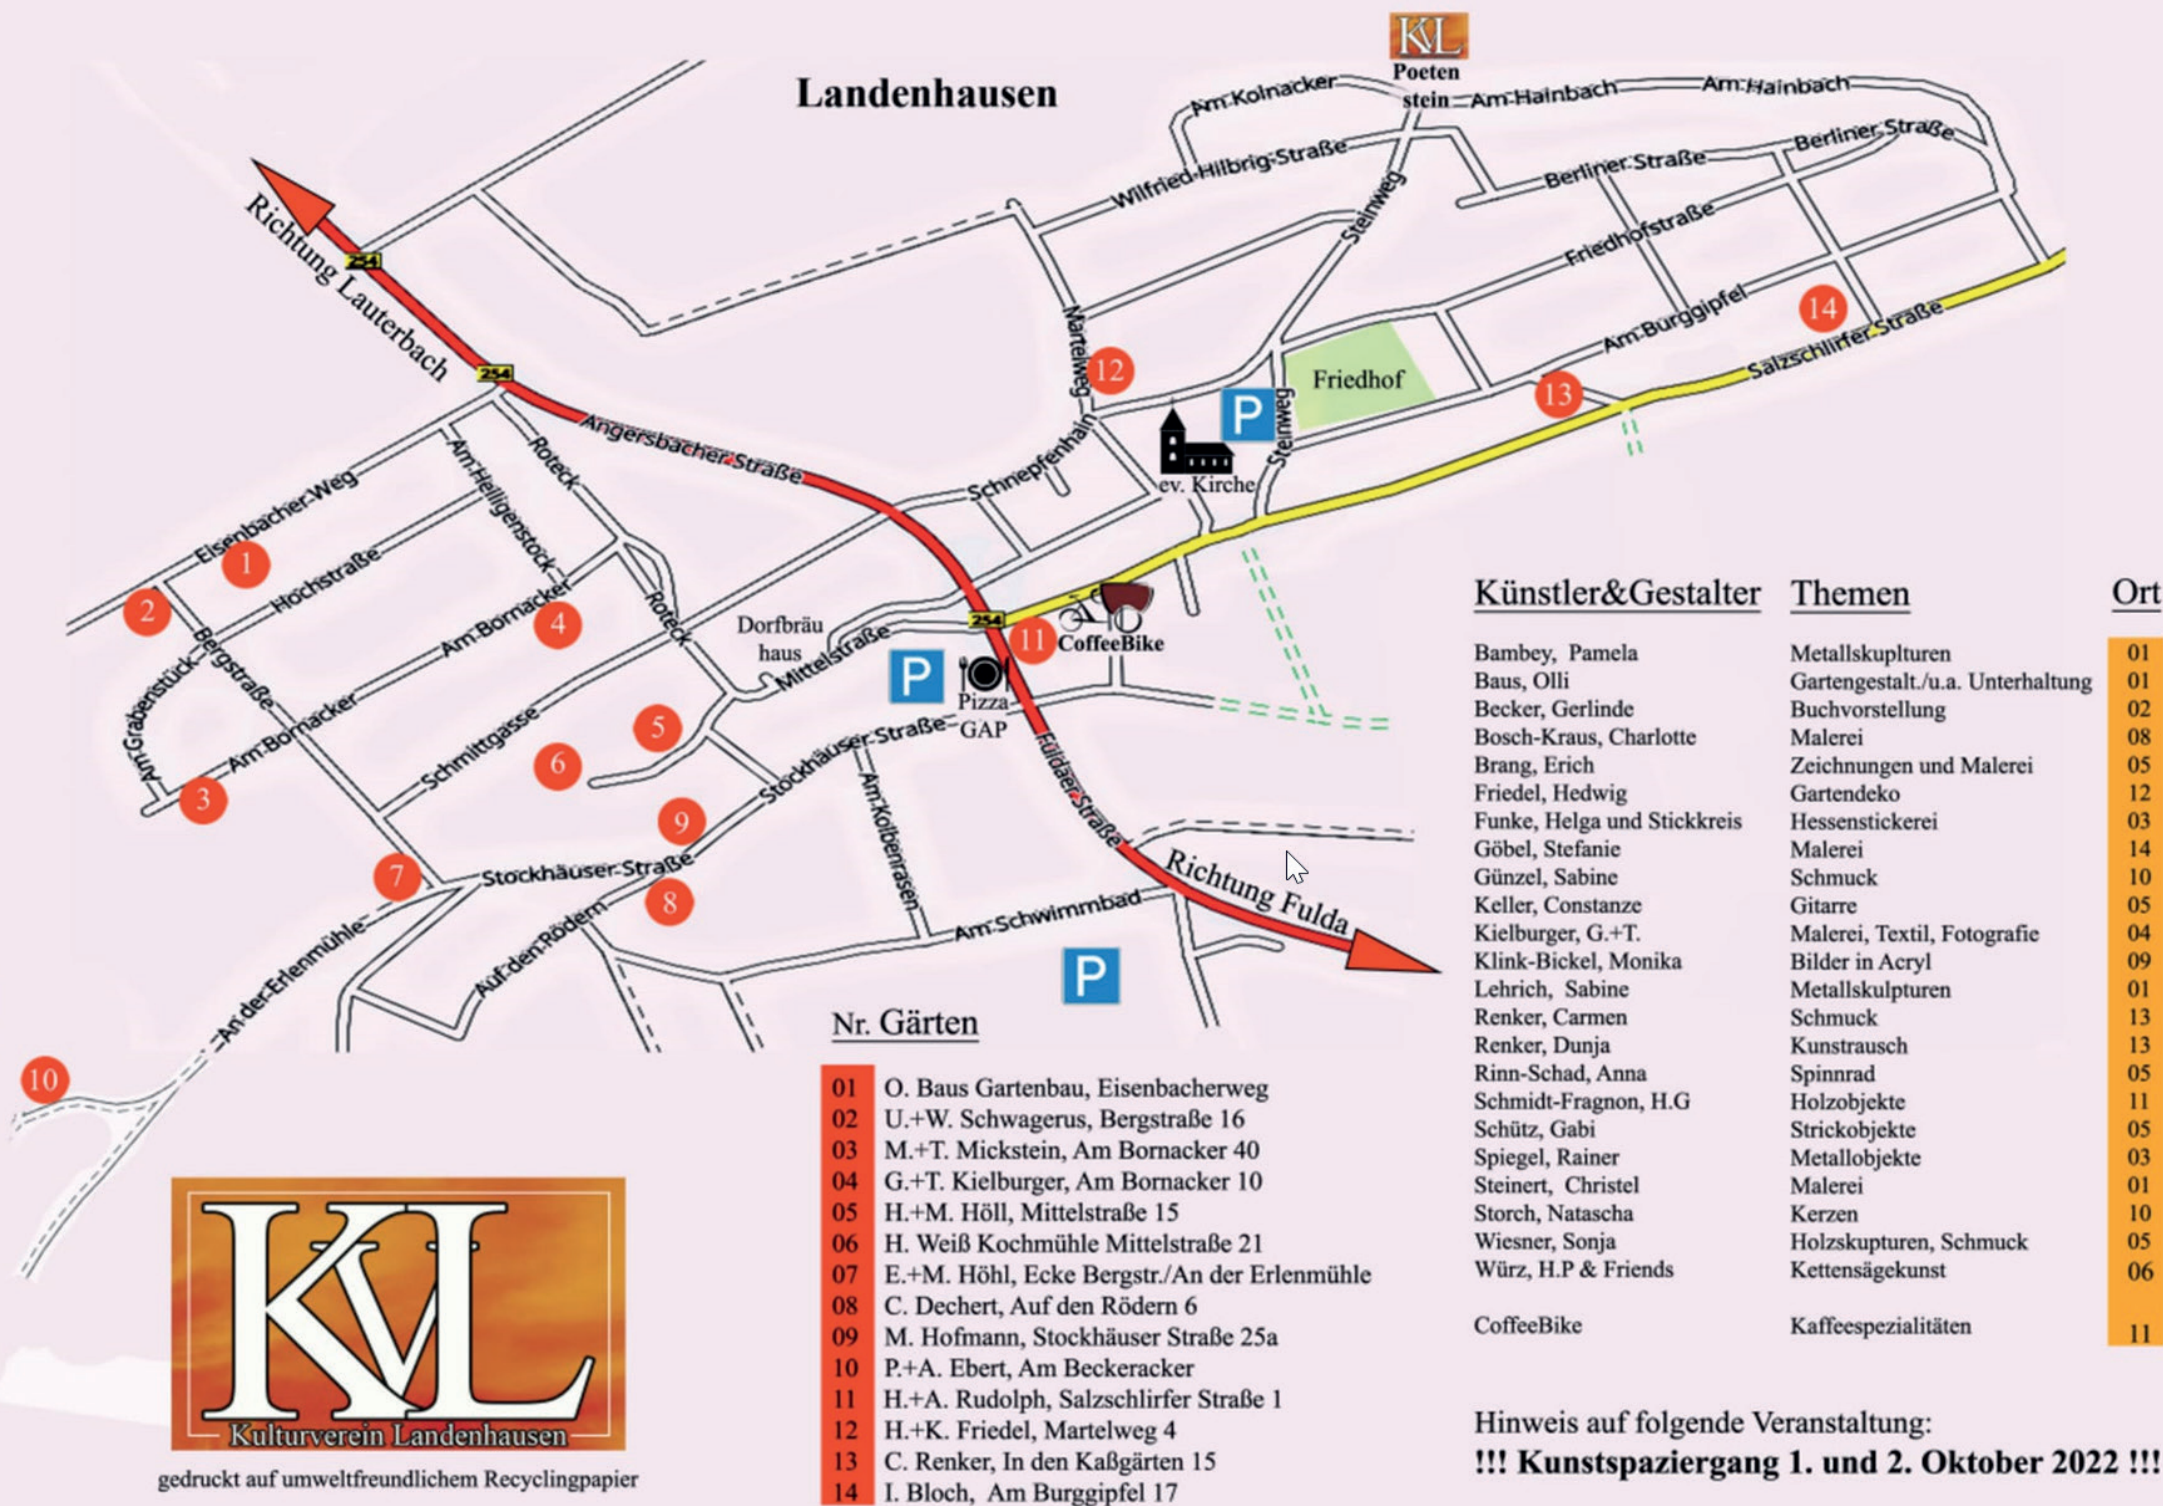 KVL
Poeten
stein
Landenhausen
Am Kolnacker
Am Hainbach
Am Hainbach
Wilfried-Hilbrig-Straße
Berliner Straße
Berliner Straße
Steinweg
Friedhofstraße
Richtung Lauterbach
254
254
Martelweg
12
Friedhof
Am Burggipfel
14
Salzschlirfer Straße
13
P
Steinweg
Angersbacher Straße
Roteck
Am Heiligenstock
Schnepfenhain
ev. Kirche
Eisenbacher Weg
1
Hochstraße
2
Am Bornacker
4
Roteck
Dorfbräu
haus
Mittelstraße
254
11
CoffeeBike
P
Pizza
GAP
Bergstraße
Am Grabenstück
Am Bornacker
3
Schmittgasse
5
6
Stockhäuser Straße
Fuldaer Straße
9
Am Kolbenrasen
7
Stockhäuser Straße
8
Richtung Fulda
Am Schwimmbad
Auf den Rödern
An der Erlenmühle
P
10
Nr. Gärten
01 O. Baus Gartenbau, Eisenbacherweg
02 U.+W. Schwagerus, Bergstraße 16
03 M.+T. Mickstein, Am Bornacker 40
04 G.+T. Kielburger, Am Bornacker 10
05 H.+M. Höll, Mittelstraße 15
06 H. Weiß Kochmühle Mittelstraße 21
07 E.+M. Höhl, Ecke Bergstr./An der Erlenmühle
08 C. Dechert, Auf den Rödern 6
09 M. Hofmann, Stockhäuser Straße 25a
10 P.+A. Ebert, Am Beckeracker
11 H.+A. Rudolph, Salzschlirfer Straße 1
12 H.+K. Friedel, Martelweg 4
13 C. Renker, In den Kaßgärten 15
14 I. Bloch, Am Burggipfel 17
Künstler&Gestalter Themen Ort
Bambey, Pamela Metallskuplturen 01
Baus, Olli Gartengestalt./u.a. Unterhaltung 01
Becker, Gerlinde Buchvorstellung 02
Bosch-Kraus, Charlotte Malerei 08
Brang, Erich Zeichnungen und Malerei 05
Friedel, Hedwig Gartendeko 12
Funke, Helga und Stickkreis Hessenstickerei 03
Göbel, Stefanie Malerei 14
Günzel, Sabine Schmuck 10
Keller, Constanze Gitarre 05
Kielburger, G.+T. Malerei, Textil, Fotografie 04
Klink-Bickel, Monika Bilder in Acryl 09
Lehrich, Sabine Metallskulpturen 01
Renker, Carmen Schmuck 13
Renker, Dunja Kunstrausch 13
Rinn-Schad, Anna Spinnrad 05
Schmidt-Fragnon, H.G Holzobjekte 11
Schütz, Gabi Strickobjekte 05
Spiegel, Rainer Metallobjekte 03
Steinert, Christel Malerei 01
Storch, Natascha Kerzen 10
Wiesner, Sonja Holzskupturen, Schmuck 05
Würz, H.P & Friends Kettensägekunst 06
CoffeeBike Kaffeespezialitäten 11
Hinweis auf folgende Veranstaltung:
!!! Kunstspaziergang 1. und 2. Oktober 2022 !!!
KVL
Kulturverein Landenhausen
gedruckt auf umweltfreundlichem Recyclingpapier